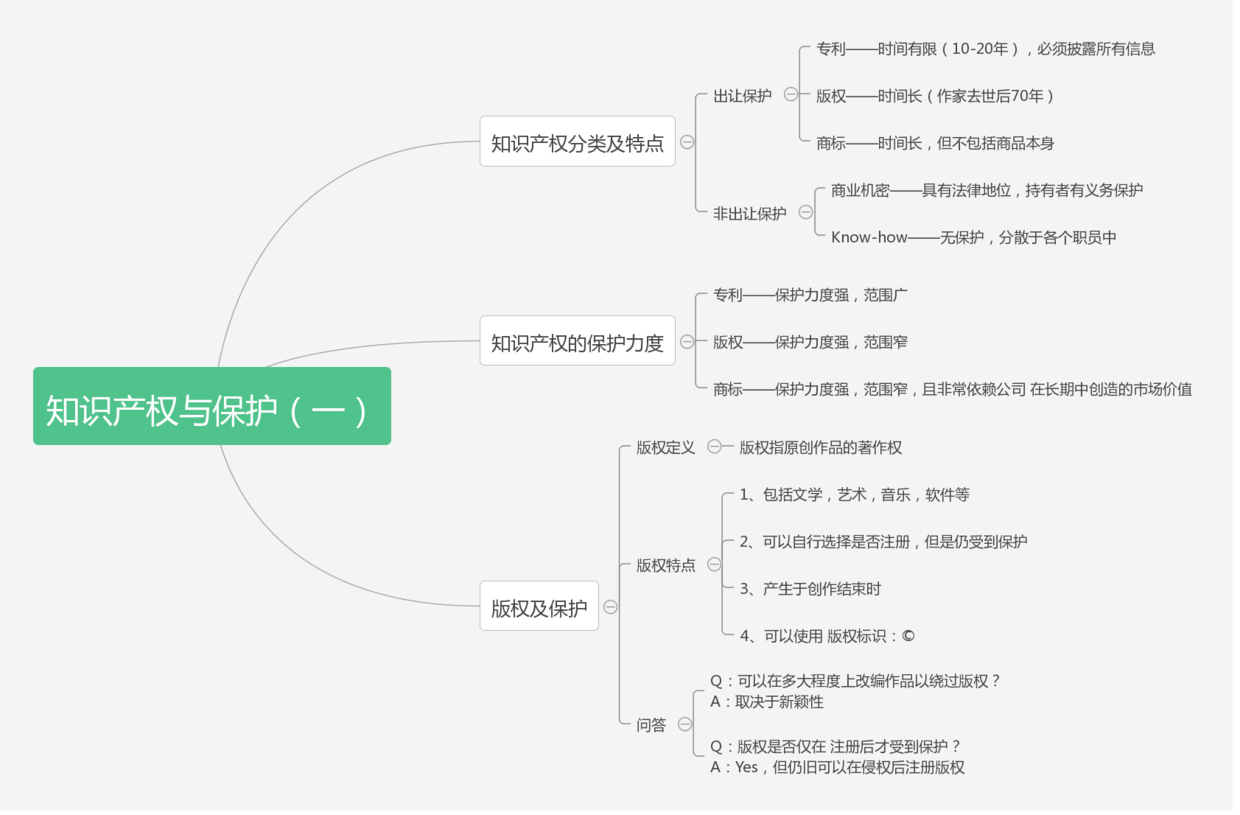 知识产权与保护（一）
知识产权分类及特点
出让保护
专利——时间有限（10-20年），必须披露所有信息
版权——时间长（作家去世后70年）
商标——时间长，但不包括商品本身
非出让保护
商业机密——具有法律地位，持有者有义务保护
Know-how——无保护，分散于各个职员中
知识产权的保护力度
专利——保护力度强，范围广
版权——保护力度强，范围窄
商标——保护力度强，范围窄，且非常依赖公司 在长期中创造的市场价值
版权及保护
版权定义
版权指原创作品的著作权
版权特点
1、包括文学，艺术，音乐，软件等
2、可以自行选择是否注册，但是仍受到保护
3、产生于创作结束时
4、可以使用 版权标识：©
问答
Q：可以在多大程度上改编作品以绕过版权？
A：取决于新颖性
Q：版权是否仅在 注册后才受到保护？
A：Yes，但仍旧可以在侵权后注册版权